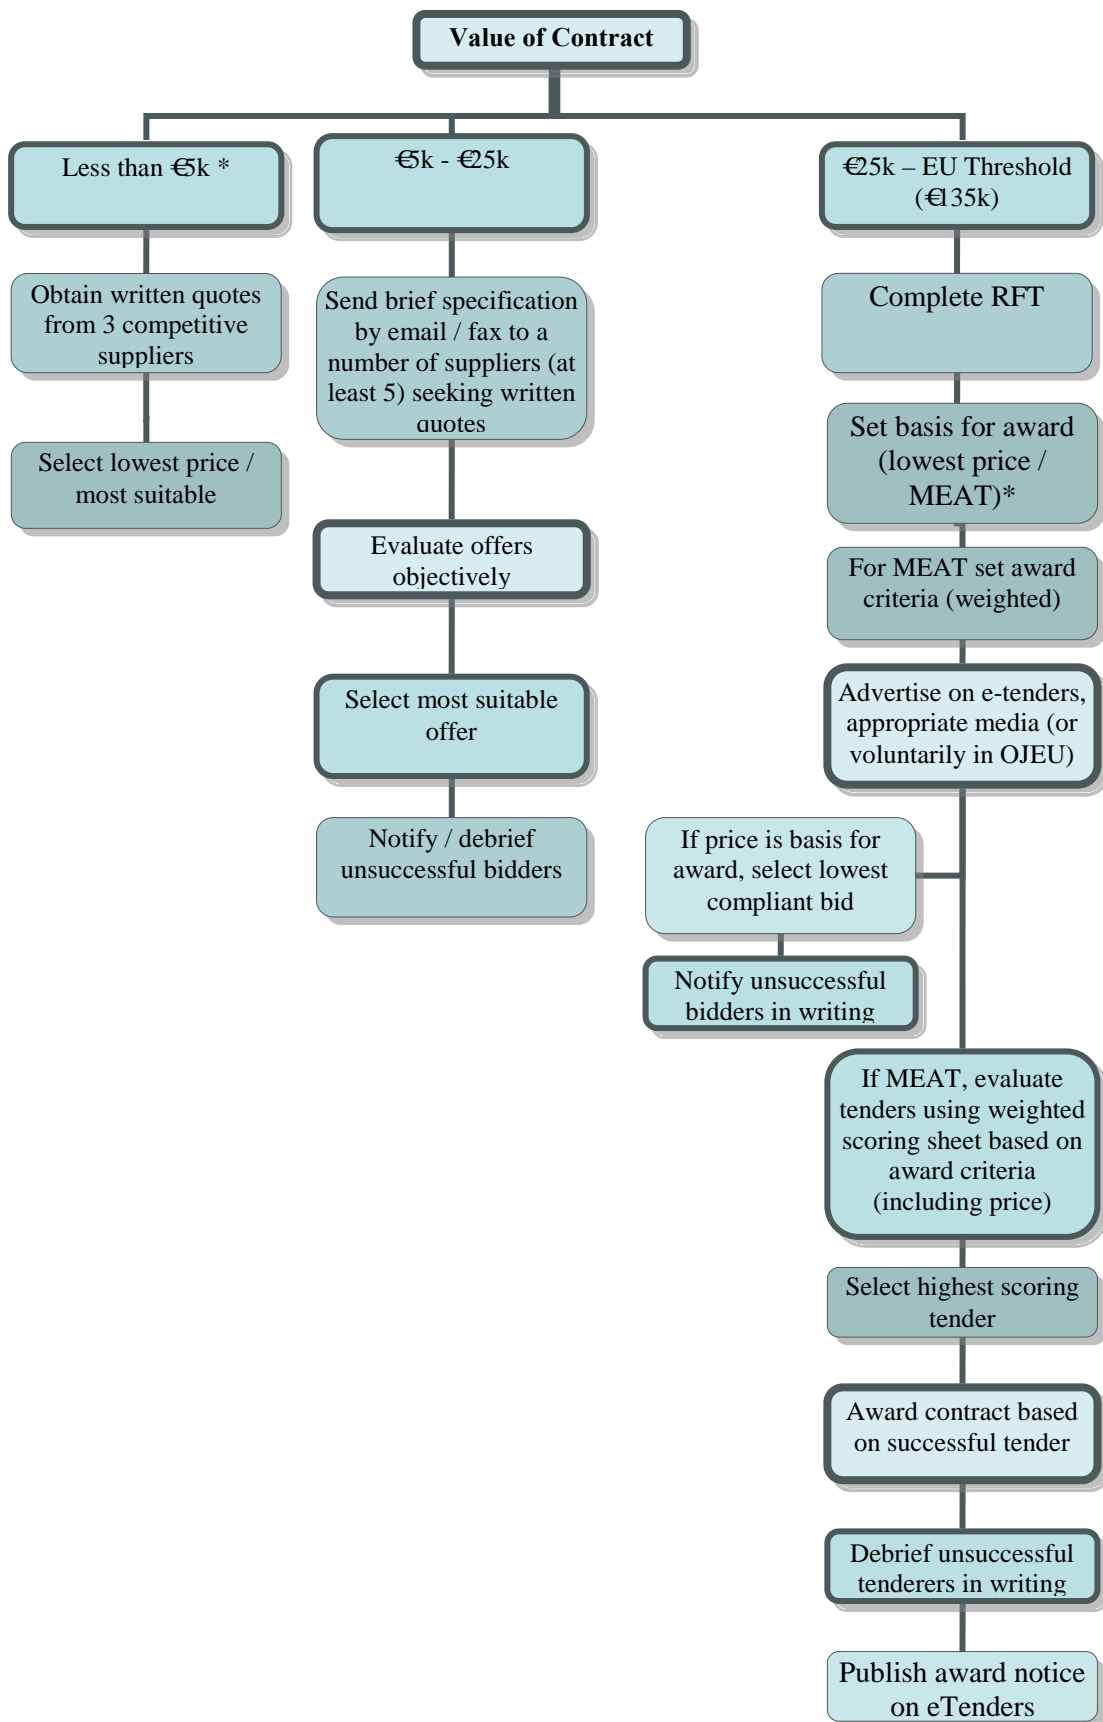 Value of Contract
Less than €5k *
Obtain written quotes
from 3 competitive
suppliers
Select lowest price /
most suitable
€5k - €25k
Send brief specification
by email / fax to a
number of suppliers (at
least 5) seeking written
quotes
Evaluate offers
objectively
Select most suitable
offer
Notify / debrief
unsuccessful bidders
€25k – EU Threshold
(€135k)
Complete RFT
Set basis for award
(lowest price /
MEAT)*
For MEAT set award
criteria (weighted)
Advertise on e-tenders,
appropriate media (or
voluntarily in OJEU)
If price is basis for
award, select lowest
compliant bid
Notify unsuccessful
bidders in writing
If MEAT, evaluate
tenders using weighted
scoring sheet based on
award criteria
(including price)
Select highest scoring
tender
Award contract based
on successful tender
Debrief unsuccessful
tenderers in writing
Publish award notice
on eTenders